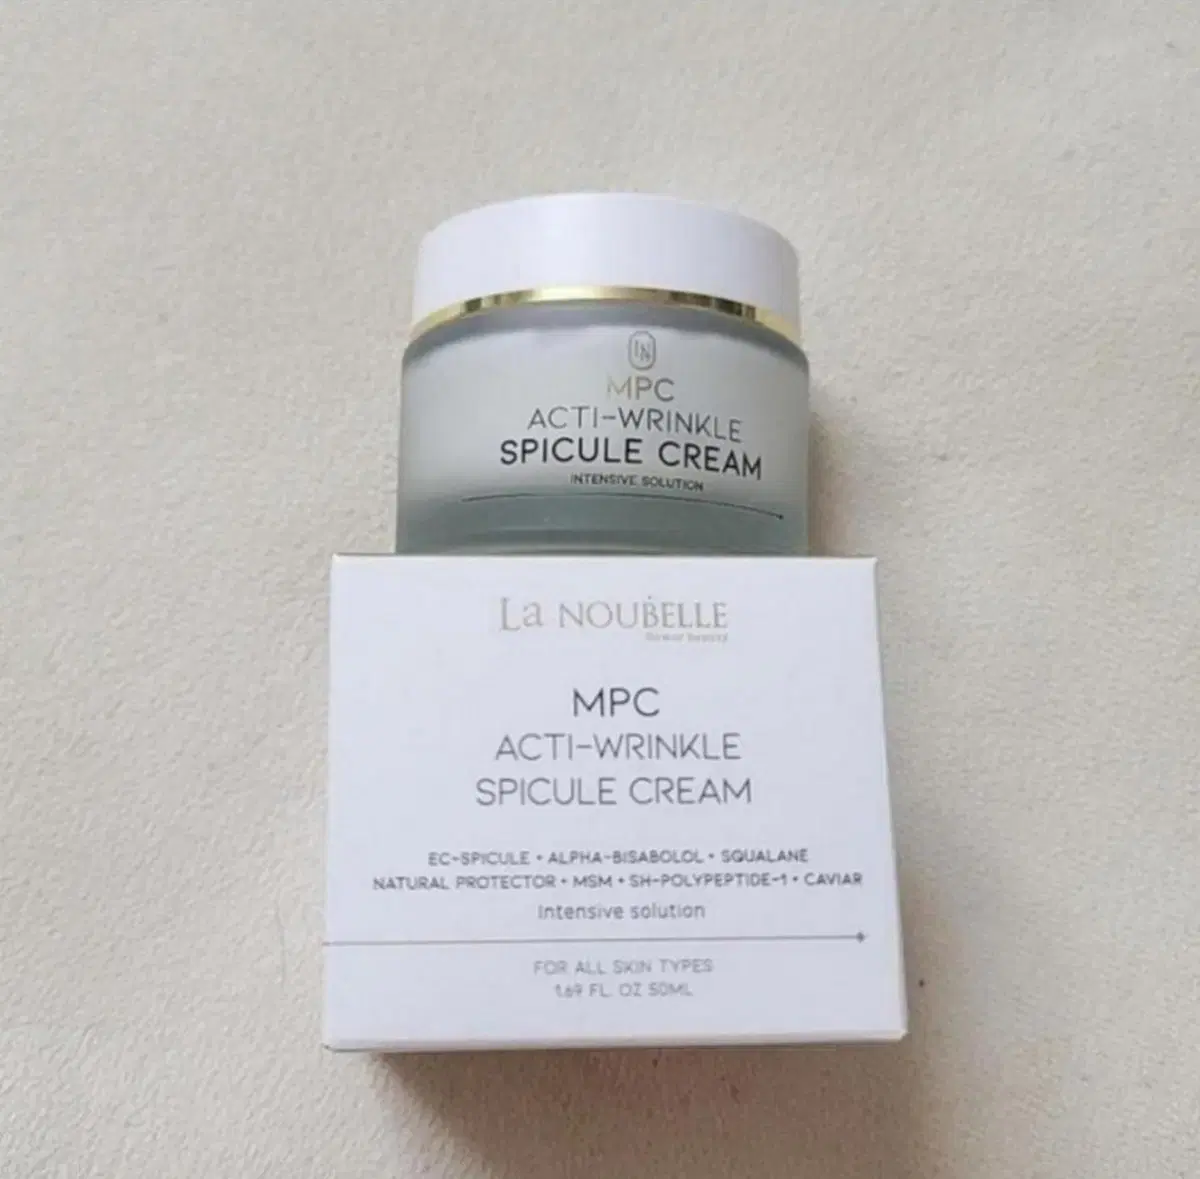 LN
MPC
ACTI-WRINKLE
SPICULE CREAM
INTENSIVE SOLUTION
La NOUBELLE
flower beauty
MPC
ACTI-WRINKLE
SPICULE CREAM
EC-SPICULE • ALPHA-BISABOLOL • SQUALANE
NATURAL PROTECTOR • MSM • SH-POLYPEPTIDE-1 • CAVIAR
Intensive solution
FOR ALL SKIN TYPES
1.69 FL. OZ 50ML